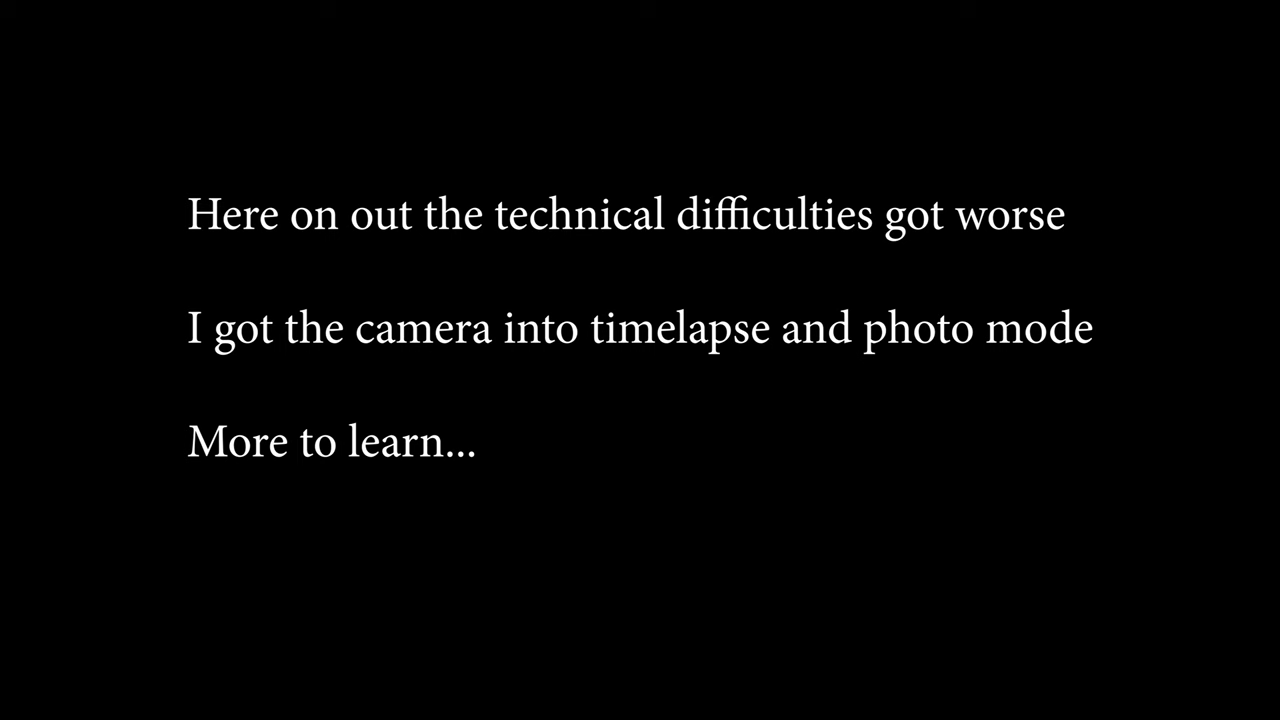 Here on out the technical difficulties got worse
I got the camera into timelapse and photo mode
More to learn...